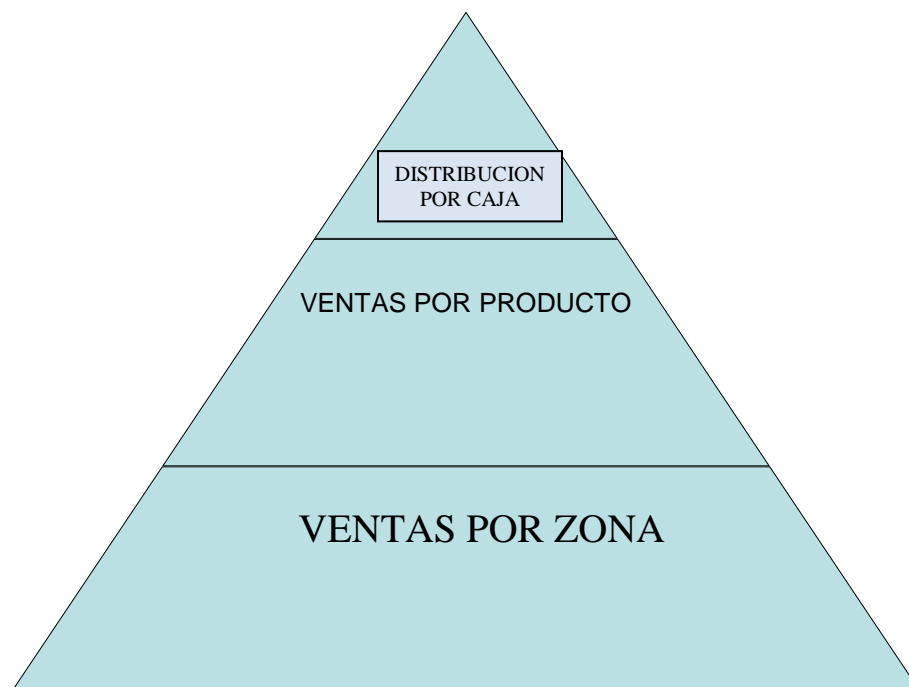 DISTRIBUCION
POR CAJA
VENTAS POR PRODUCTO
VENTAS POR ZONA